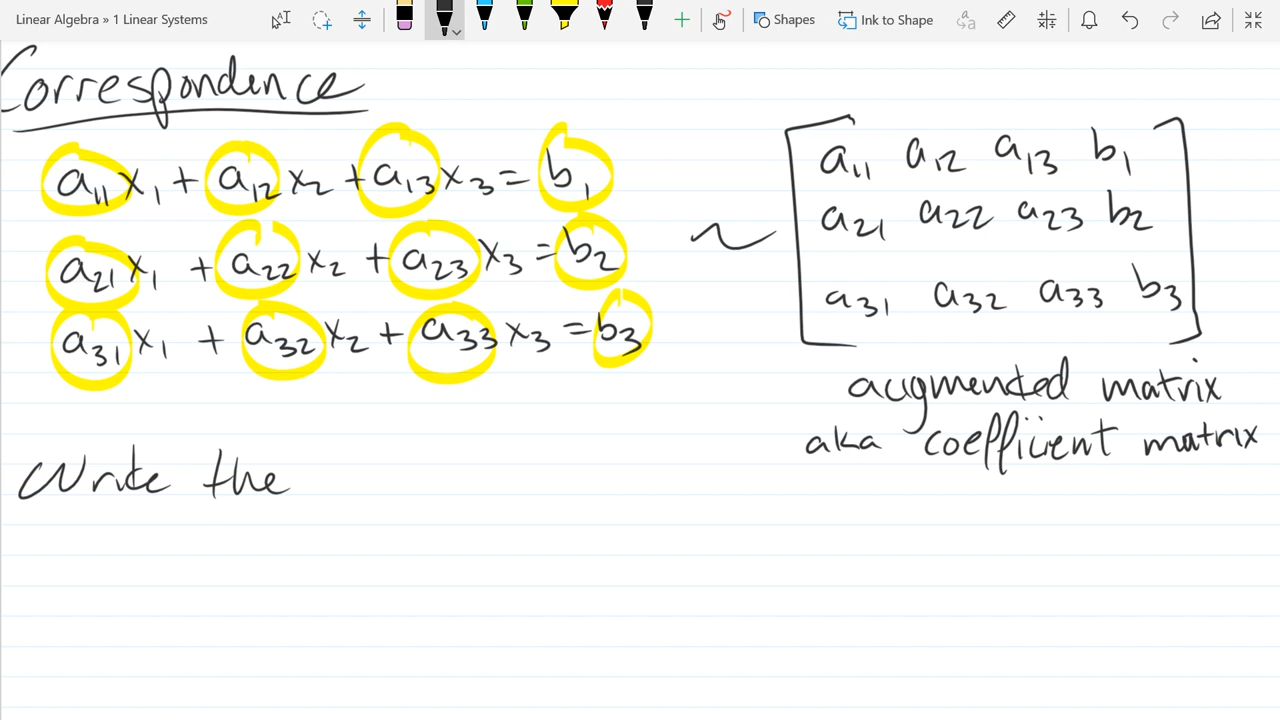 Linear Algebra » 1 Linear Systems
Shapes
Ink to Shape
Correspondence
a₁₁x₁ + a₁₂x₂ + a₁₃x₃ = b₁
a₂₁x₁ + a₂₂x₂ + a₂₃x₃ = b₂
a₃₁x₁ + a₃₂x₂ + a₃₃x₃ = b₃
~
a₁₁ a₁₂ a₁₃ b₁
a₂₁ a₂₂ a₂₃ b₂
a₃₁ a₃₂ a₃₃ b₃
augmented matrix
aka coefficient matrix
Write the